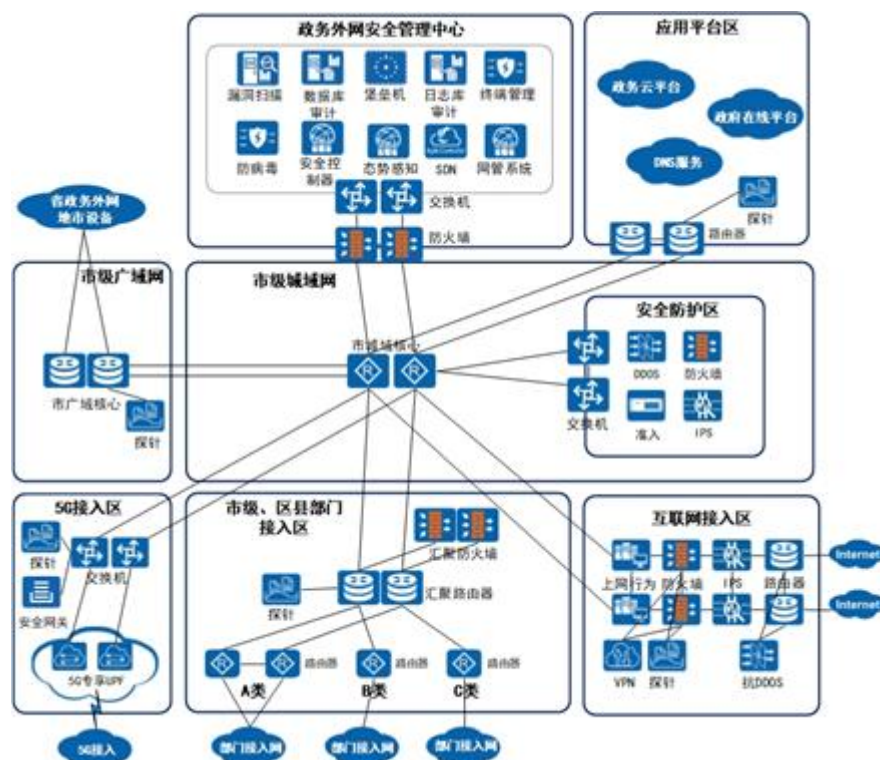 政务外网安全管理中心
漏洞扫描
数据库
审计
堡垒机
日志库
审计
终端管理
防病毒
安全控
制器
态势感知
SDN
网管系统
交换机
防火墙
应用平台区
政务云平台
政府在线平台
DNS服务
探针
路由器
省政务外网
地市设备
市级广域网
市广域核心
探针
市级城域网
市城域核心
安全防护区
DDOS
防火墙
交换机
准入
IPS
5G接入区
探针
交换机
安全网关
5G专享UPF
5G接入
市级、区县部门
接入区
汇聚防火墙
探针
汇聚路由器
路由器
路由器
路由器
A类
B类
C类
部门接入网
部门接入网
部门接入网
互联网接入区
上网行为
防火墙
IPS
路由器
Internet
Internet
VPN
探针
抗DDOS